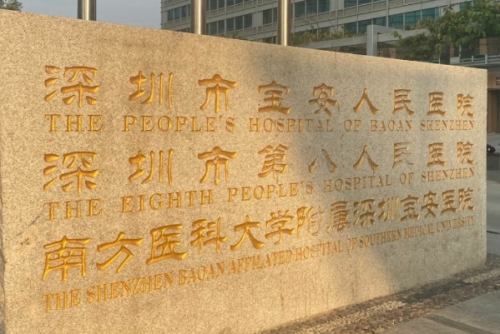 深圳市宝安人民医院
THE PEOPLE'S HOSPITAL OF BAOAN SHENZHEN
深圳市第八人民医院
THE EIGHTH PEOPLE'S HOSPITAL OF SHENZHEN
南方医科大学附属深圳宝安医院
THE SHENZHEN BAOAN AFFILATED HOSPITAL OF SOUTHERN MEDICAL UNIVERSITY